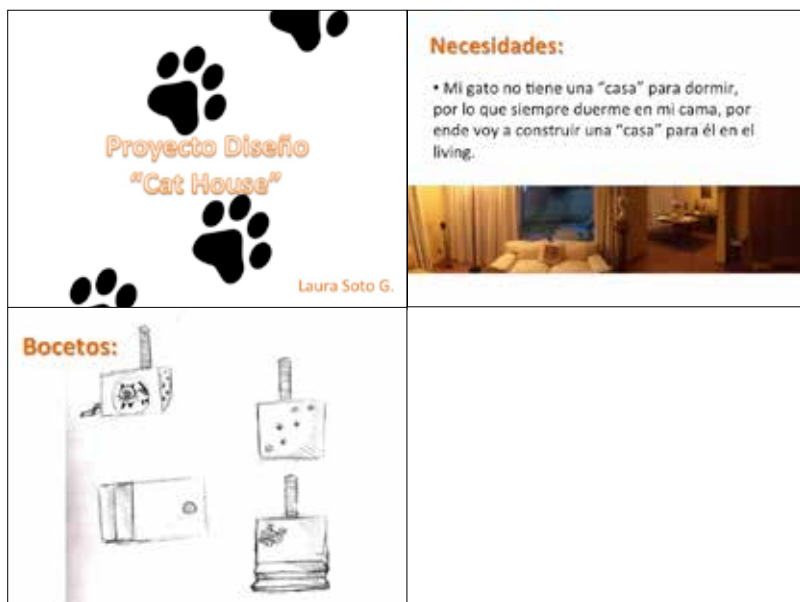 Proyecto Diseño
“Cat House”
Laura Soto G.
Necesidades:
• Mi gato no tiene una “casa” para dormir,
por lo que siempre duerme en mi cama, por
ende voy a construir una “casa” para él en el
living.
Bocetos: